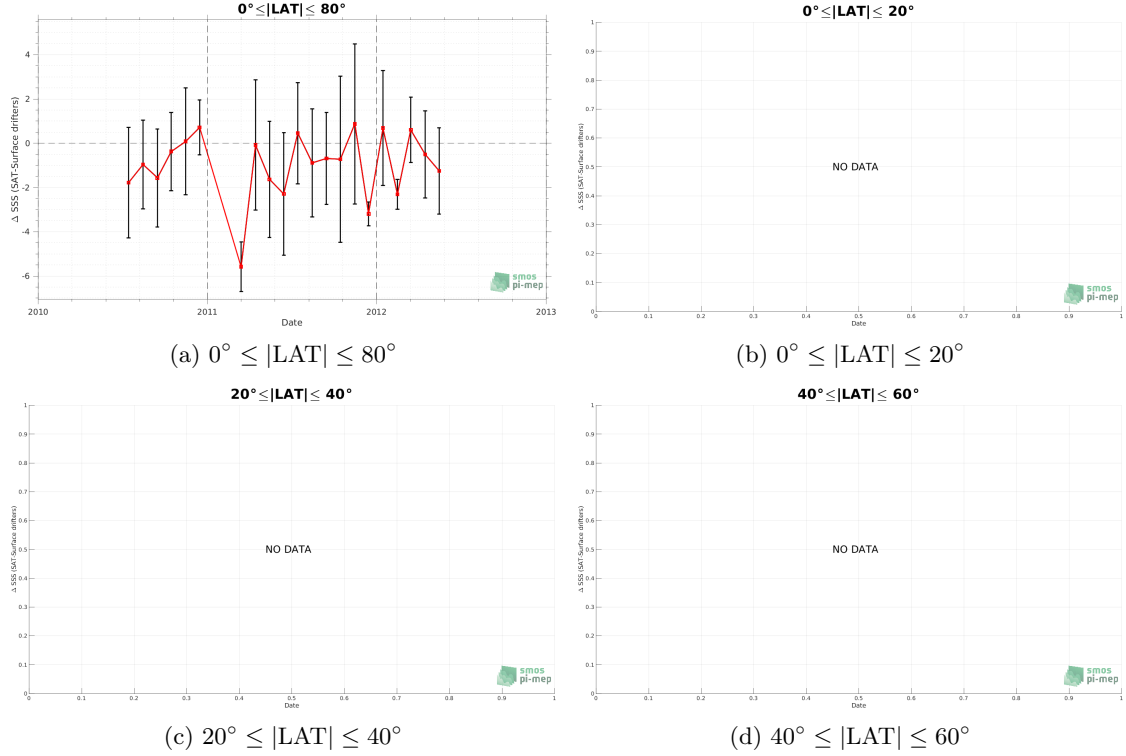 0°≤|LAT|≤ 80°
Δ SSS (SAT-Surface drifters)
4
2
0
-2
-4
-6
2010
2011
2012
2013
Date
smos
pi-mep
(a) 0° ≤ |LAT| ≤ 80°
0°≤|LAT|≤ 20°
Δ SSS (SAT-Surface drifters)
1
0.9
0.8
0.7
0.6
0.5
0.4
0.3
0.2
0.1
0
NO DATA
0 0.1 0.2 0.3 0.4 0.5 0.6 0.7 0.8 0.9 1
Date
smos
pi-mep
(b) 0° ≤ |LAT| ≤ 20°
20°≤|LAT|≤ 40°
Δ SSS (SAT-Surface drifters)
1
0.9
0.8
0.7
0.6
0.5
0.4
0.3
0.2
0.1
0
NO DATA
0 0.1 0.2 0.3 0.4 0.5 0.6 0.7 0.8 0.9 1
Date
smos
pi-mep
(c) 20° ≤ |LAT| ≤ 40°
40°≤|LAT|≤ 60°
Δ SSS (SAT-Surface drifters)
1
0.9
0.8
0.7
0.6
0.5
0.4
0.3
0.2
0.1
0
NO DATA
0 0.1 0.2 0.3 0.4 0.5 0.6 0.7 0.8 0.9 1
Date
smos
pi-mep
(d) 40° ≤ |LAT| ≤ 60°